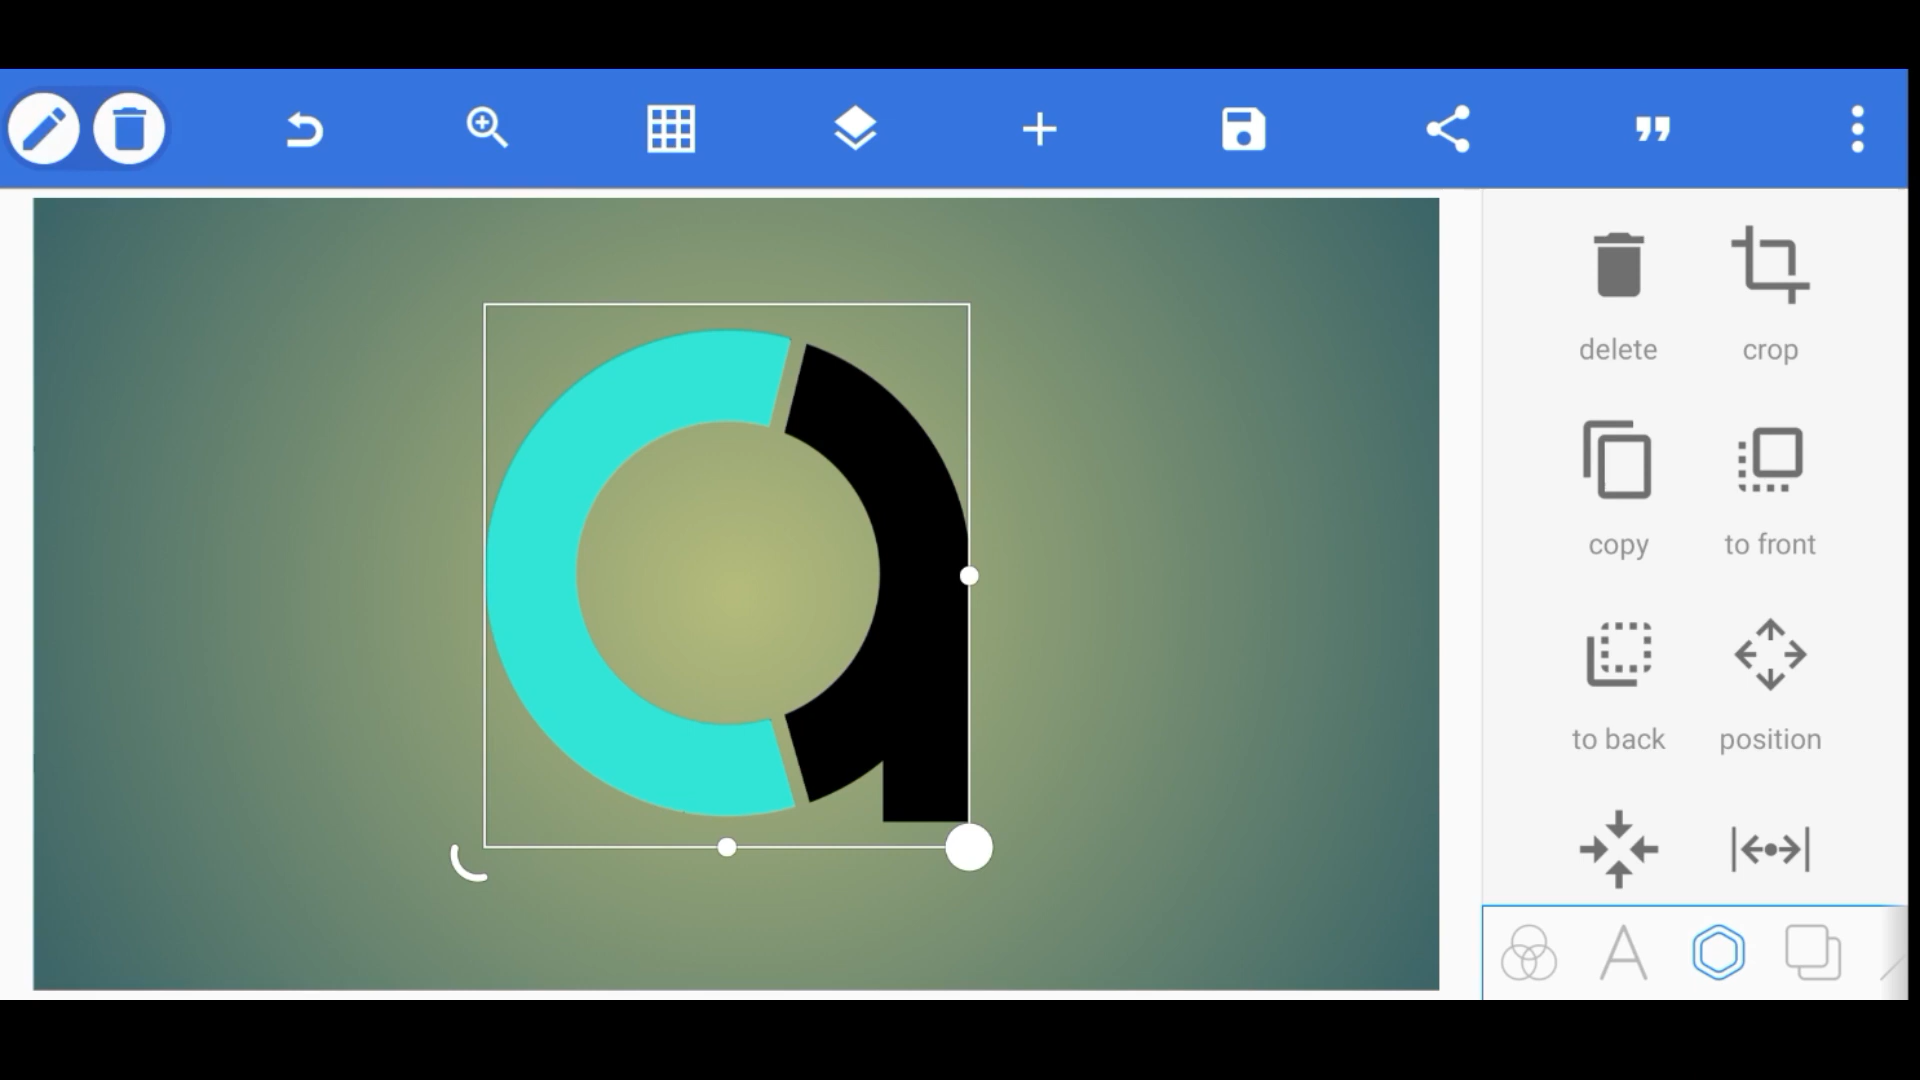 a
delete
crop
copy
to front
to back
position